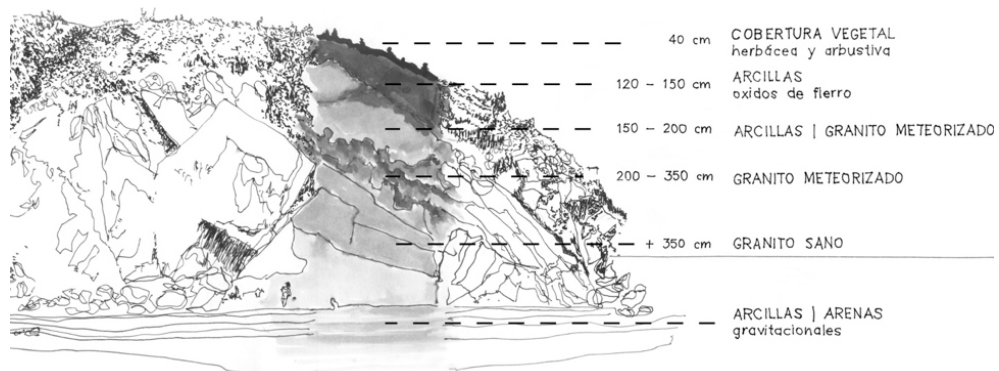 40 cm COBERTURA VEGETAL
herbácea y arbustiva
120 - 150 cm ARCILLAS
oxidos de fierro
150 - 200 cm ARCILLAS | GRANITO METEORIZADO
200 - 350 cm GRANITO METEORIZADO
+ 350 cm GRANITO SANO
ARCILLAS | ARENAS
gravitacionales